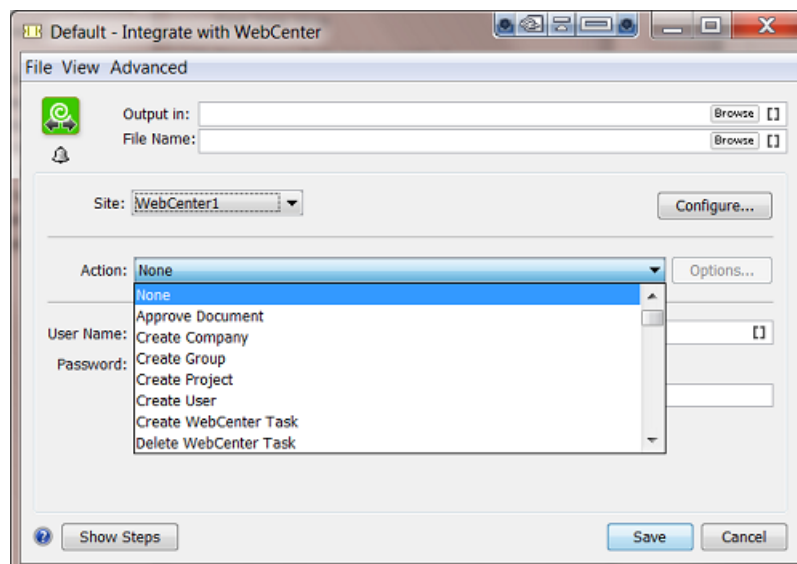 Default - Integrate with WebCenter
File View Advanced
Output in: Browse []
File Name: Browse []
Site: WebCenter1 Configure...
Action: None Options...
None
Approve Document
Create Company
Create Group
Create Project
Create User
Create WebCenter Task
Delete WebCenter Task
User Name: []
Password:
Show Steps Save Cancel